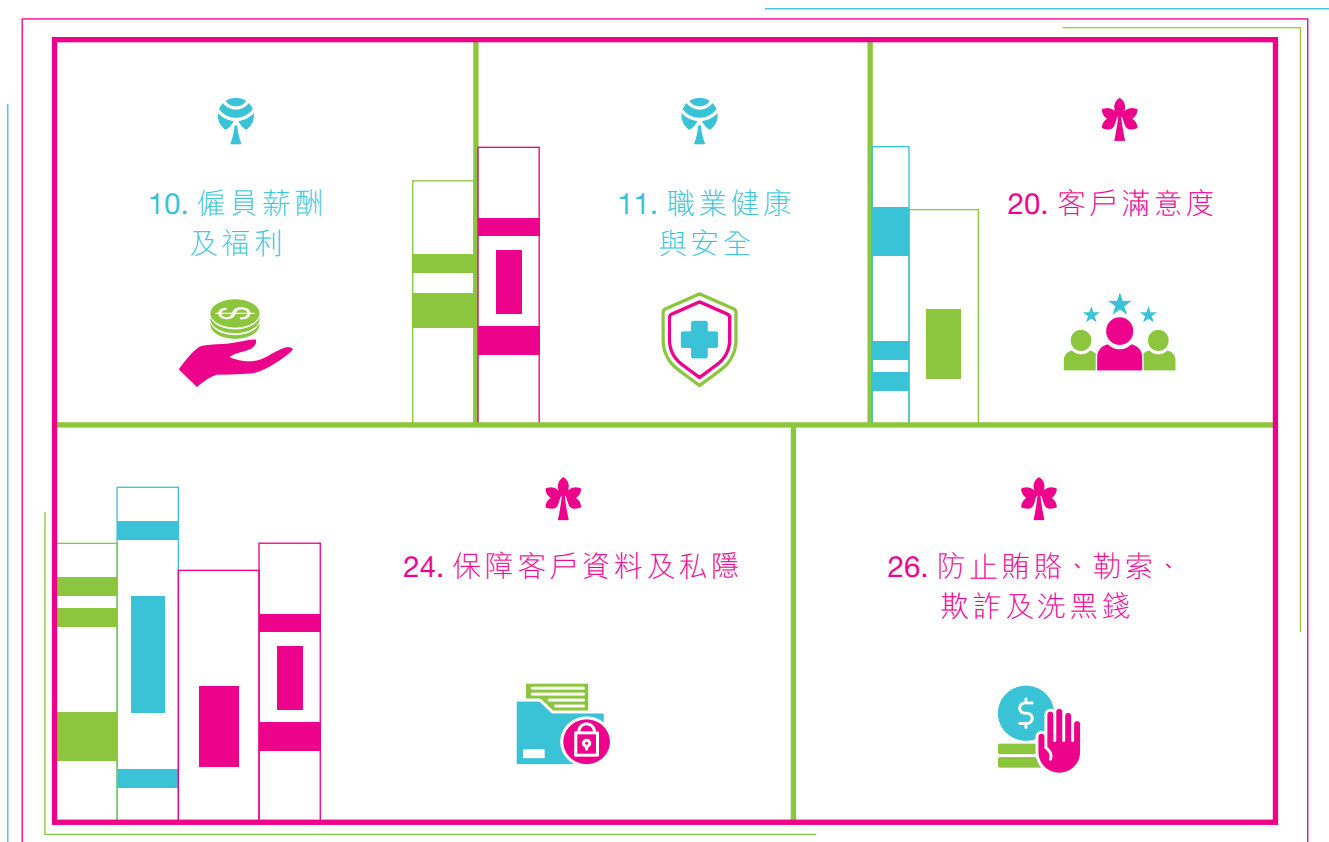 10. 僱員薪酬
及福利
11. 職業健康
與安全
20. 客戶滿意度
24. 保障客戶資料及私隱
26. 防止賄賂、勒索、
欺詐及洗黑錢
$
$